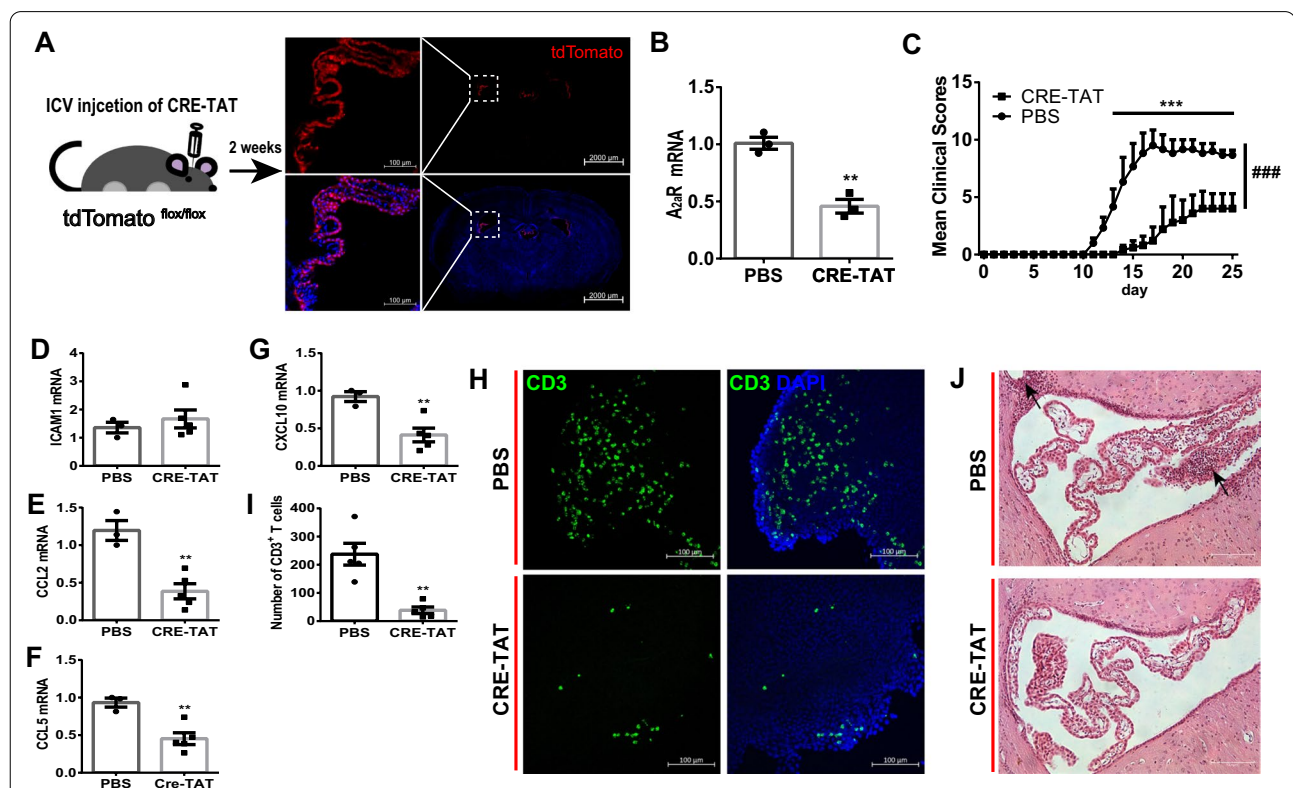 A
ICV injcetion of CRE-TAT
2 weeks
tdTomato flox/flox
tdTomato
100 µm
2000 µm
100 µm
2000 µm
B
A2aR mRNA
1.5
1.0
0.5
0.0
**
PBS
CRE-TAT
C
Mean Clinical Scores
15
10
5
0
CRE-TAT
PBS
***
###
0 5 10 15 20 25
day
D
ICAM1 mRNA
4
3
2
1
0
PBS
CRE-TAT
E
CCL2 mRNA
1.5
1.0
0.5
0.0
**
PBS
CRE-TAT
F
CCL5 mRNA
1.5
1.0
0.5
0.0
**
PBS
Cre-TAT
G
CXCL10 mRNA
1.5
1.0
0.5
0.0
**
PBS
CRE-TAT
I
Number of CD3+ T cells
400
300
200
100
0
**
PBS
CRE-TAT
H
CD3
CD3 DAPI
PBS
100 µm
100 µm
CRE-TAT
100 µm
100 µm
J
PBS
CRE-TAT